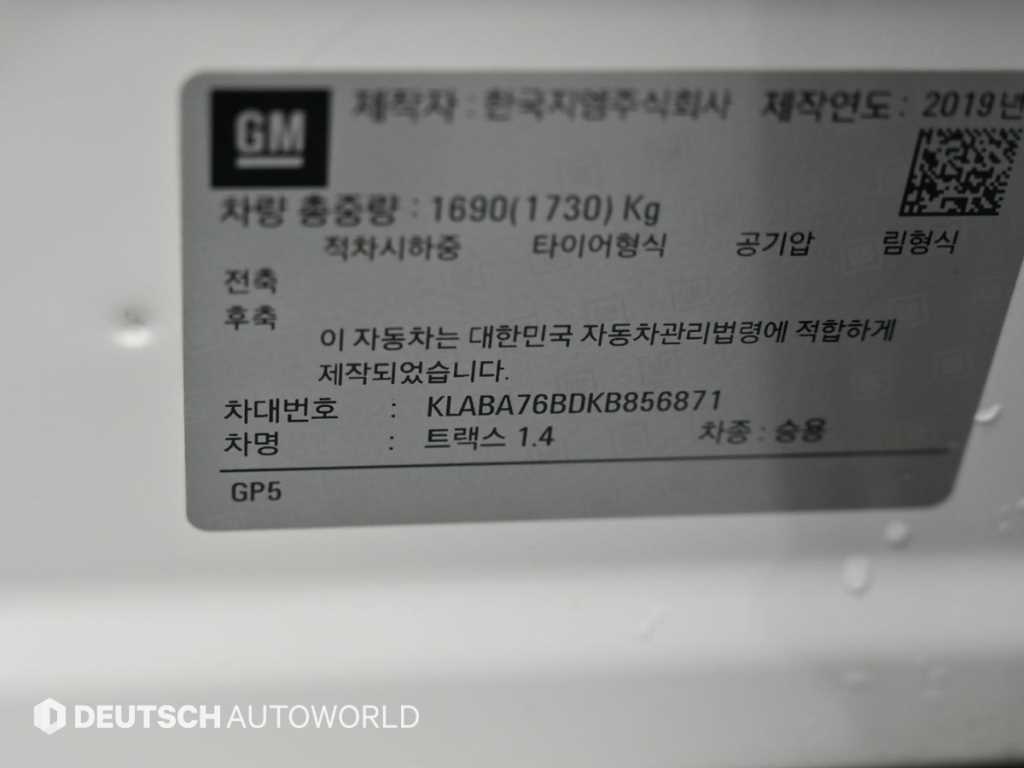 GM
제작자 : 한국지엠주식회사 제작연도 : 2019년
차량 총중량 : 1690(1730) Kg
적차시하중 타이어형식 공기압 림형식
전축
후축
이 자동차는 대한민국 자동차관리법령에 적합하게
제작되었습니다.
차대번호 : KLABA76BDKB856871
차명 : 트랙스 1.4 차종 : 승용
GP5
DEUTSCH AUTOWORLD